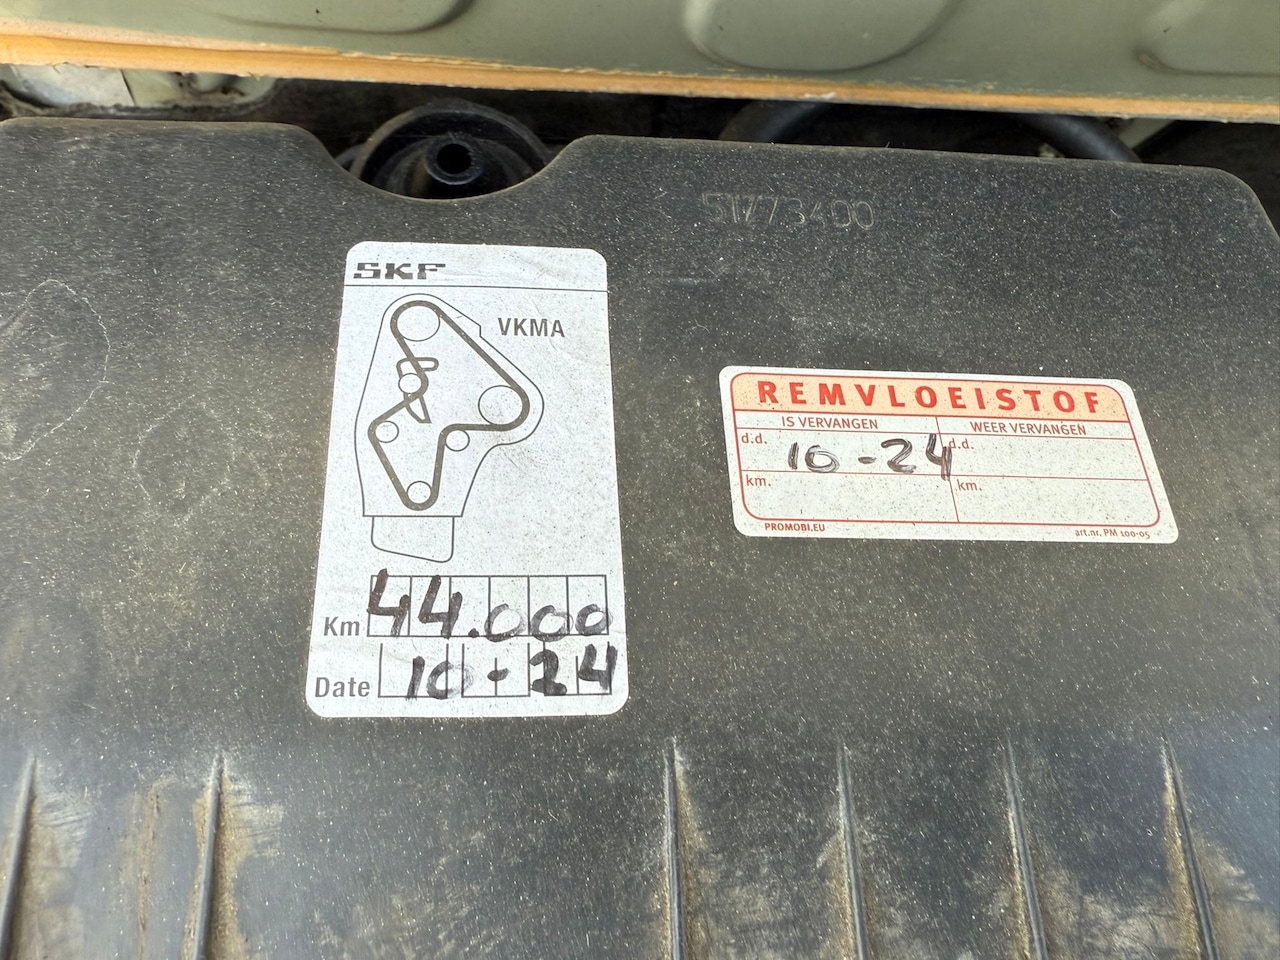 51773400
SKF
VKMA
Km 44.000
Date 10-24
REMVLOEISTOF
IS VERVANGEN
WEER VERVANGEN
d.d. 10-24
d.d.
km.
km.
PROMOBI.EU
art.nr. PM 100-05